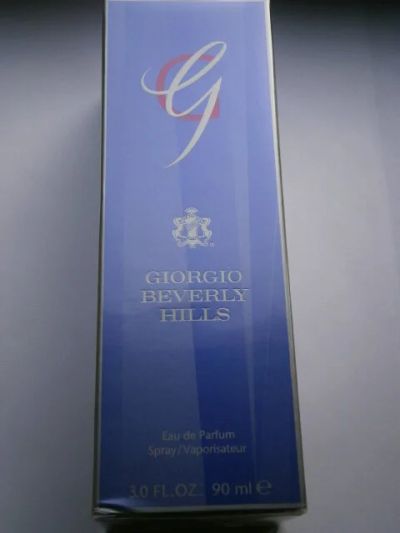 G
GIORGIO
BEVERLY
HILLS
Eau de Parfum
Spray/Vaporisateur
3.0 FL.OZ. 90 ml ℮